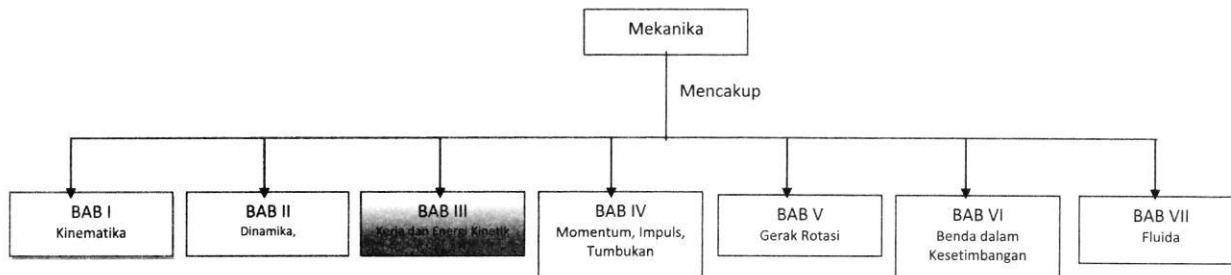 Mekanika
Mencakup
BAB I
Kinematika
BAB II
Dinamika,
BAB III
Kerja dan Energi Kinetik
BAB IV
Momentum, Impuls,
Tumbukan
BAB V
Gerak Rotasi
BAB VI
Benda dalam
Kesetimbangan
BAB VII
Fluida